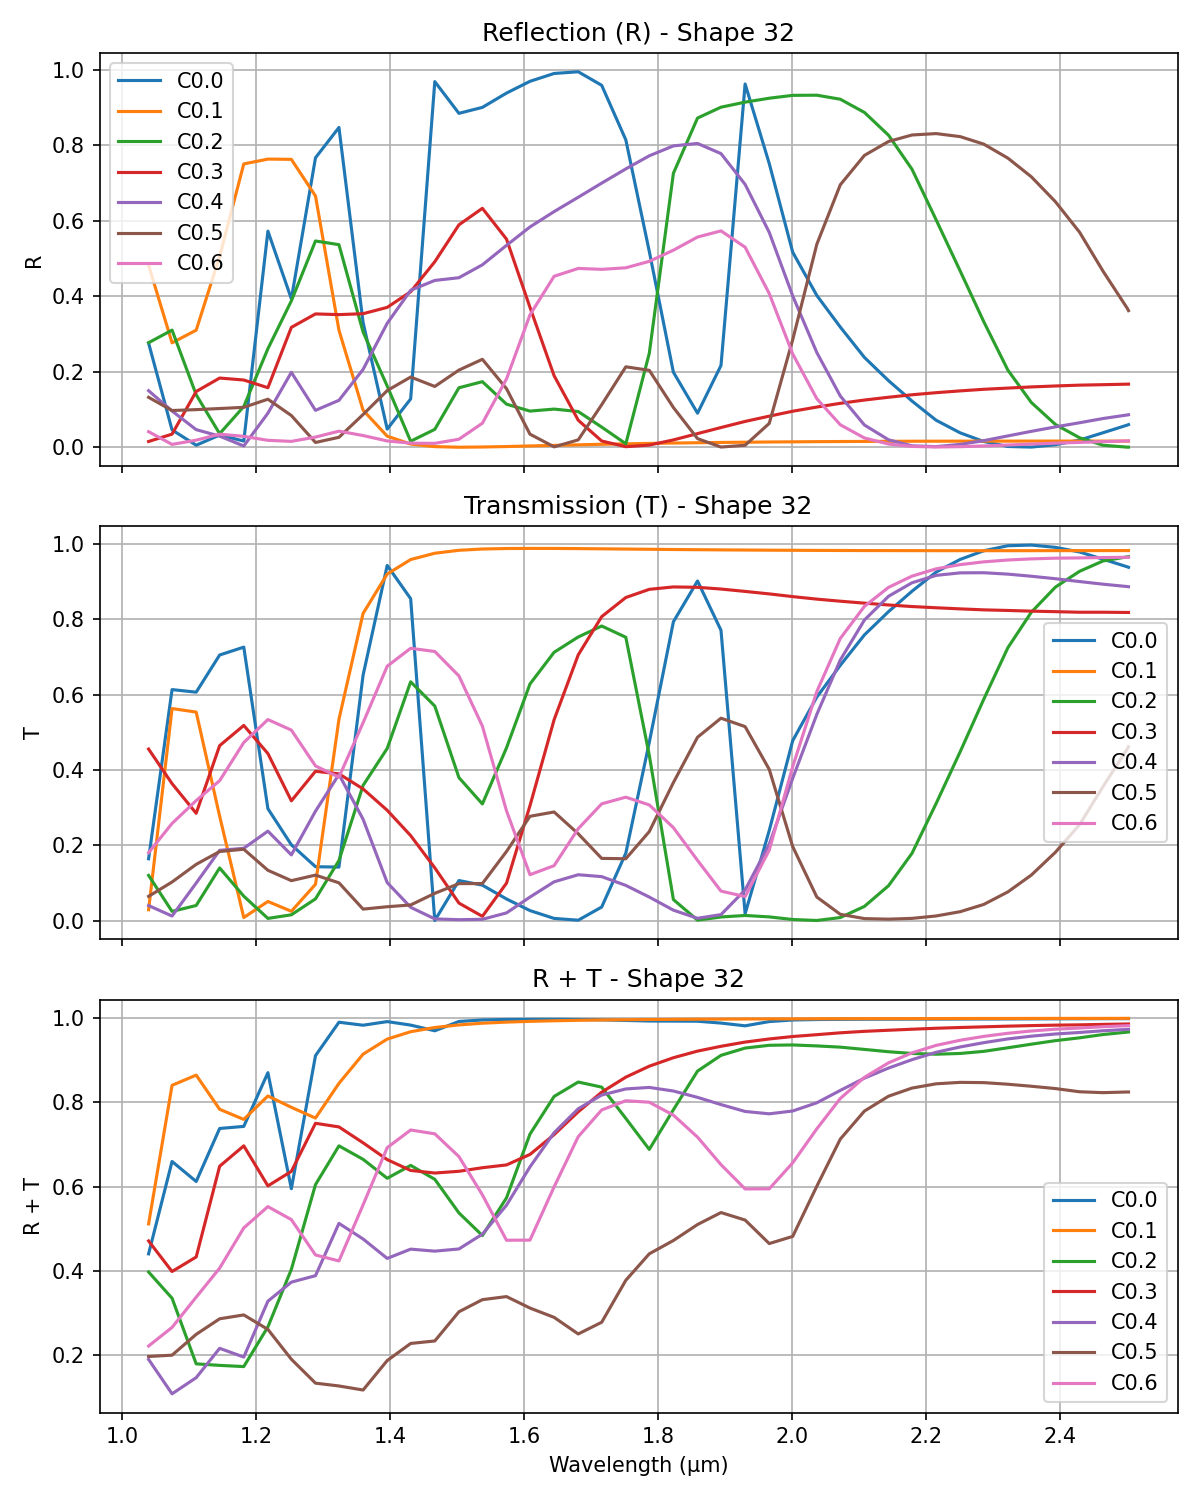 Reflection (R) - Shape 32
1.0
0.8
0.6
0.4
0.2
0.0
R
C0.0
C0.1
C0.2
C0.3
C0.4
C0.5
C0.6
Transmission (T) - Shape 32
1.0
0.8
0.6
0.4
0.2
0.0
T
C0.0
C0.1
C0.2
C0.3
C0.4
C0.5
C0.6
R + T - Shape 32
1.0
0.8
0.6
0.4
0.2
R + T
C0.0
C0.1
C0.2
C0.3
C0.4
C0.5
C0.6
1.0 1.2 1.4 1.6 1.8 2.0 2.2 2.4
Wavelength (μm)